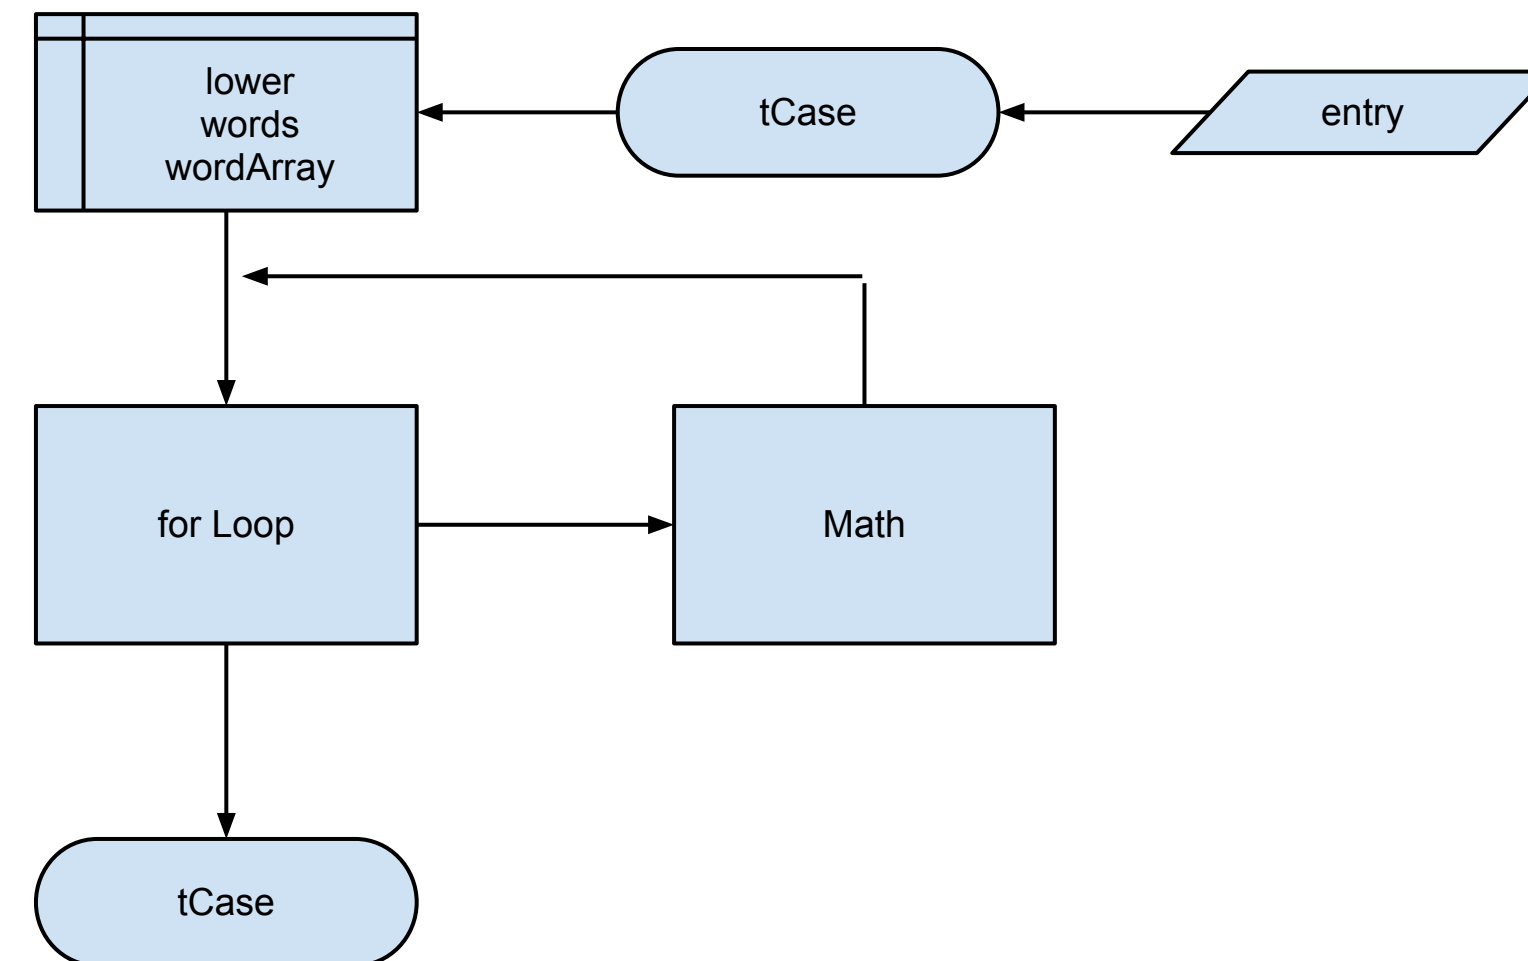 lower
words
wordArray
tCase
entry
for Loop
Math
tCase